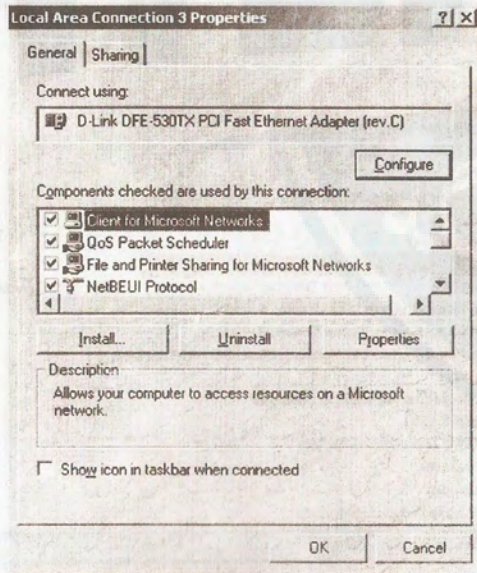 Local Area Connection 3 Properties
General
Sharing
Connect using:
D-Link DFE-530TX PCI Fast Ethernet Adapter (rev.C)
Configure
Components checked are used by this connection:
Client for Microsoft Networks
QoS Packet Scheduler
File and Printer Sharing for Microsoft Networks
NetBEUI Protocol
Install...
Uninstall
Properties
Description
Allows your computer to access resources on a Microsoft
network.
Show icon in taskbar when connected
OK
Cancel